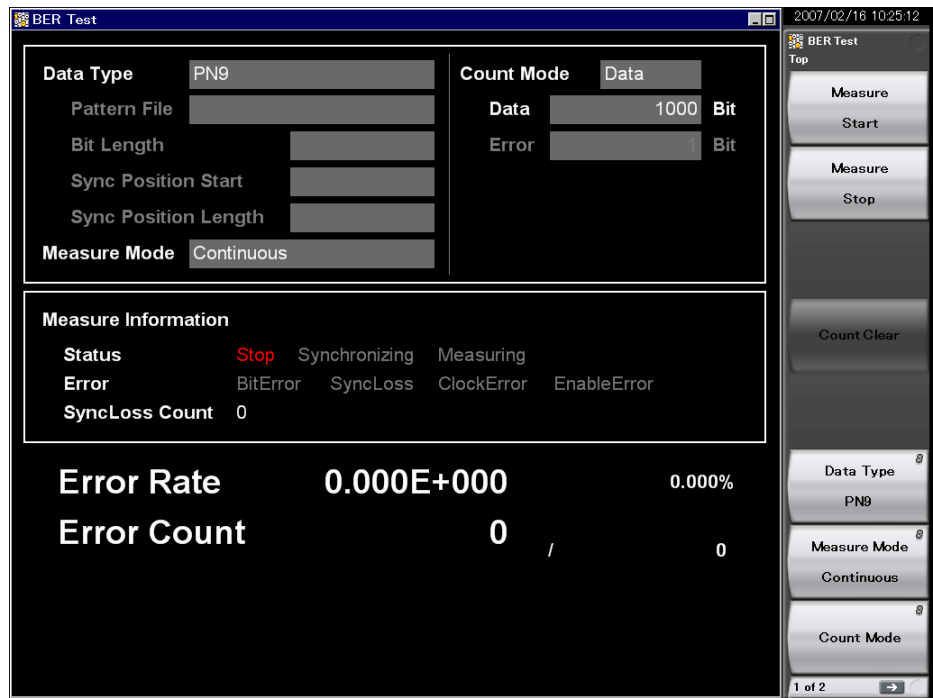 BER Test
Data Type PN9
Pattern File
Bit Length
Sync Position Start
Sync Position Length
Measure Mode Continuous
Count Mode Data
Data 1000 Bit
Error 1 Bit
Measure Information
Status Stop Synchronizing Measuring
Error BitError SyncLoss ClockError EnableError
SyncLoss Count 0
Error Rate 0.000E+000 0.000%
Error Count 0 / 0
2007/02/16 10:25:12
BER Test
Top
Measure
Start
Measure
Stop
Count Clear
Data Type
PN9
Measure Mode
Continuous
Count Mode
1 of 2